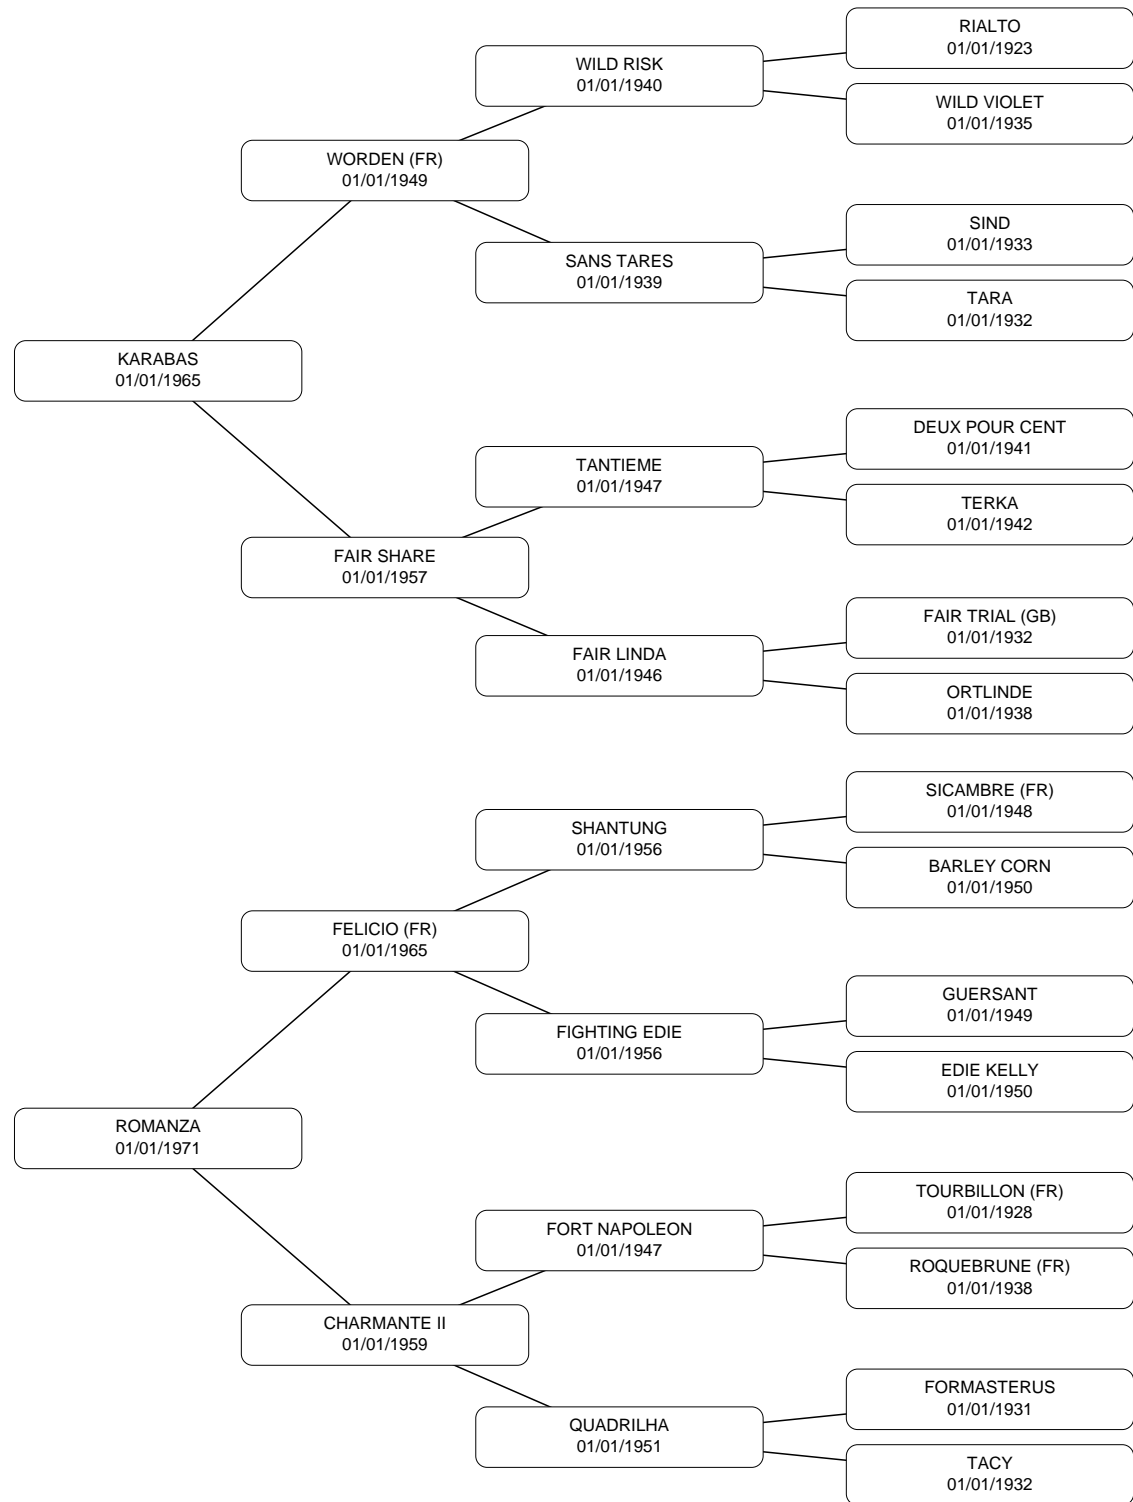 RIALTO
01/01/1923
WILD RISK
01/01/1940
WILD VIOLET
01/01/1935
WORDEN (FR)
01/01/1949
SIND
01/01/1933
SANS TARES
01/01/1939
TARA
01/01/1932
KARABAS
01/01/1965
DEUX POUR CENT
01/01/1941
TANTIEME
01/01/1947
TERKA
01/01/1942
FAIR SHARE
01/01/1957
FAIR TRIAL (GB)
01/01/1932
FAIR LINDA
01/01/1946
ORTLINDE
01/01/1938
SICAMBRE (FR)
01/01/1948
SHANTUNG
01/01/1956
BARLEY CORN
01/01/1950
FELICIO (FR)
01/01/1965
GUERSANT
01/01/1949
FIGHTING EDIE
01/01/1956
EDIE KELLY
01/01/1950
ROMANZA
01/01/1971
TOURBILLON (FR)
01/01/1928
FORT NAPOLEON
01/01/1947
ROQUEBRUNE (FR)
01/01/1938
CHARMANTE II
01/01/1959
FORMASTERUS
01/01/1931
QUADRILHA
01/01/1951
TACY
01/01/1932